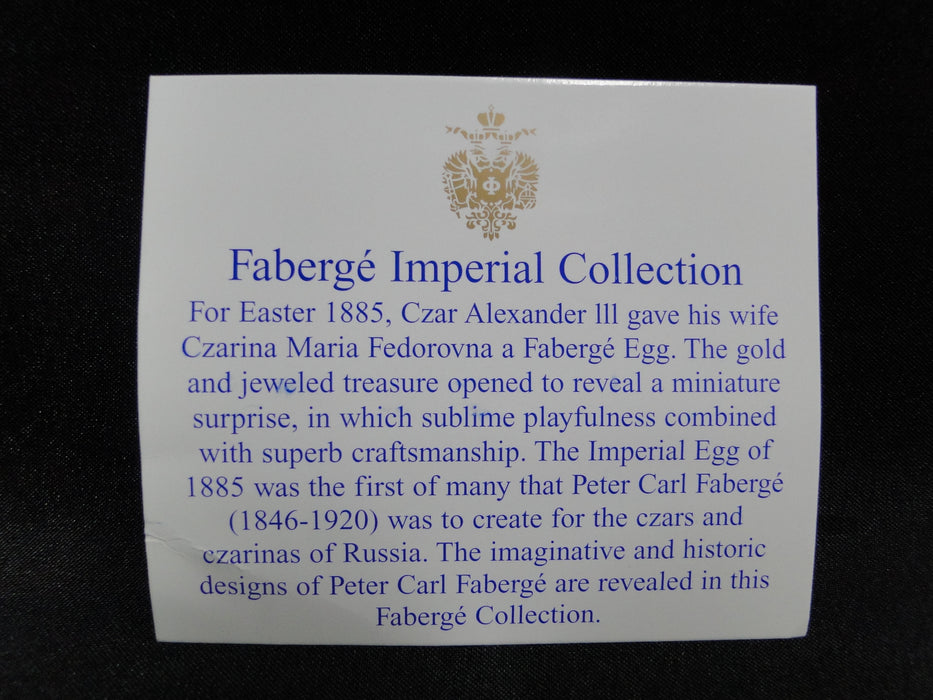 Ф
Fabergé Imperial Collection
For Easter 1885, Czar Alexander lll gave his wife
Czarina Maria Fedorovna a Fabergé Egg. The gold
and jeweled treasure opened to reveal a miniature
surprise, in which sublime playfulness combined
with superb craftsmanship. The Imperial Egg of
1885 was the first of many that Peter Carl Fabergé
(1846-1920) was to create for the czars and
czarinas of Russia. The imaginative and historic
designs of Peter Carl Fabergé are revealed in this
Fabergé Collection.